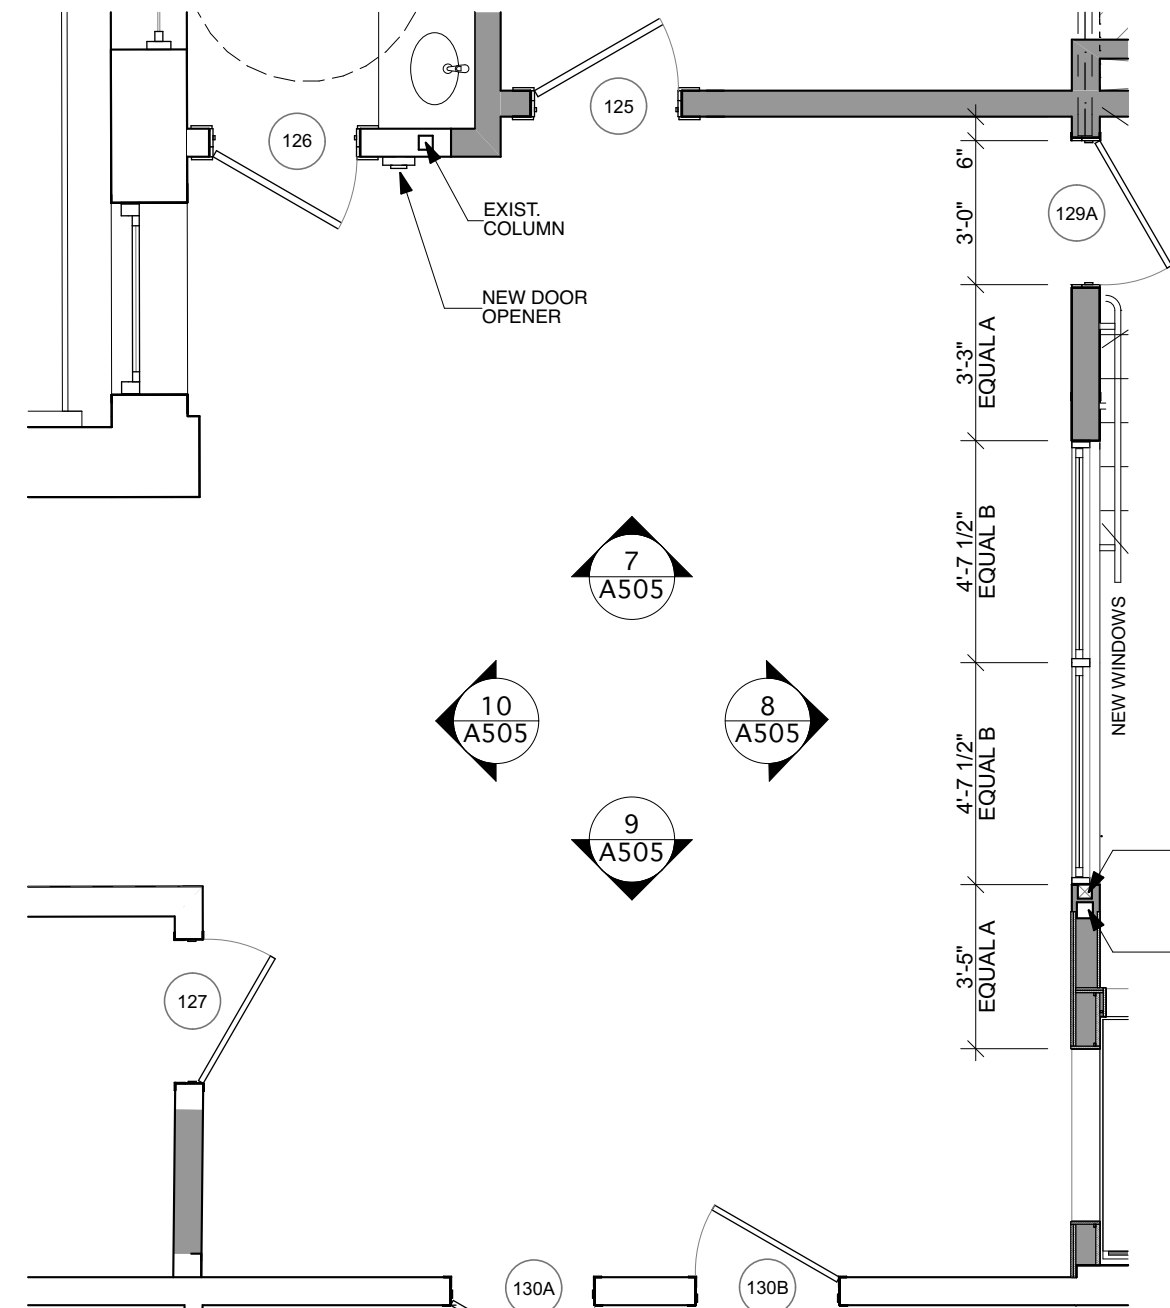 125
126
6"
129A
EXIST.
COLUMN
3'-0"
NEW DOOR
OPENER
3'-3"
EQUAL A
4'-7 1/2"
EQUAL B
7
A505
NEW WINDOWS
10
A505
8
A505
4'-7 1/2"
EQUAL B
9
A505
3'-5"
EQUAL A
127
130A
130B